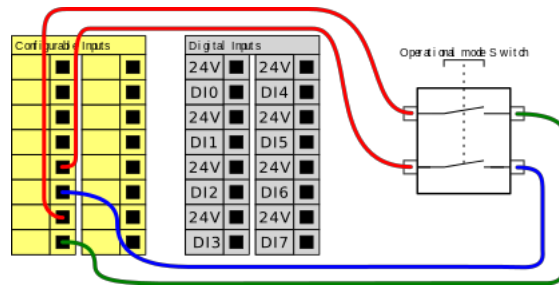 Configurable Inputs
Digital Inputs
Operational mode Switch
24V 24V
DI0 DI4
24V 24V
DI1 DI5
24V 24V
DI2 DI6
24V 24V
DI3 DI7